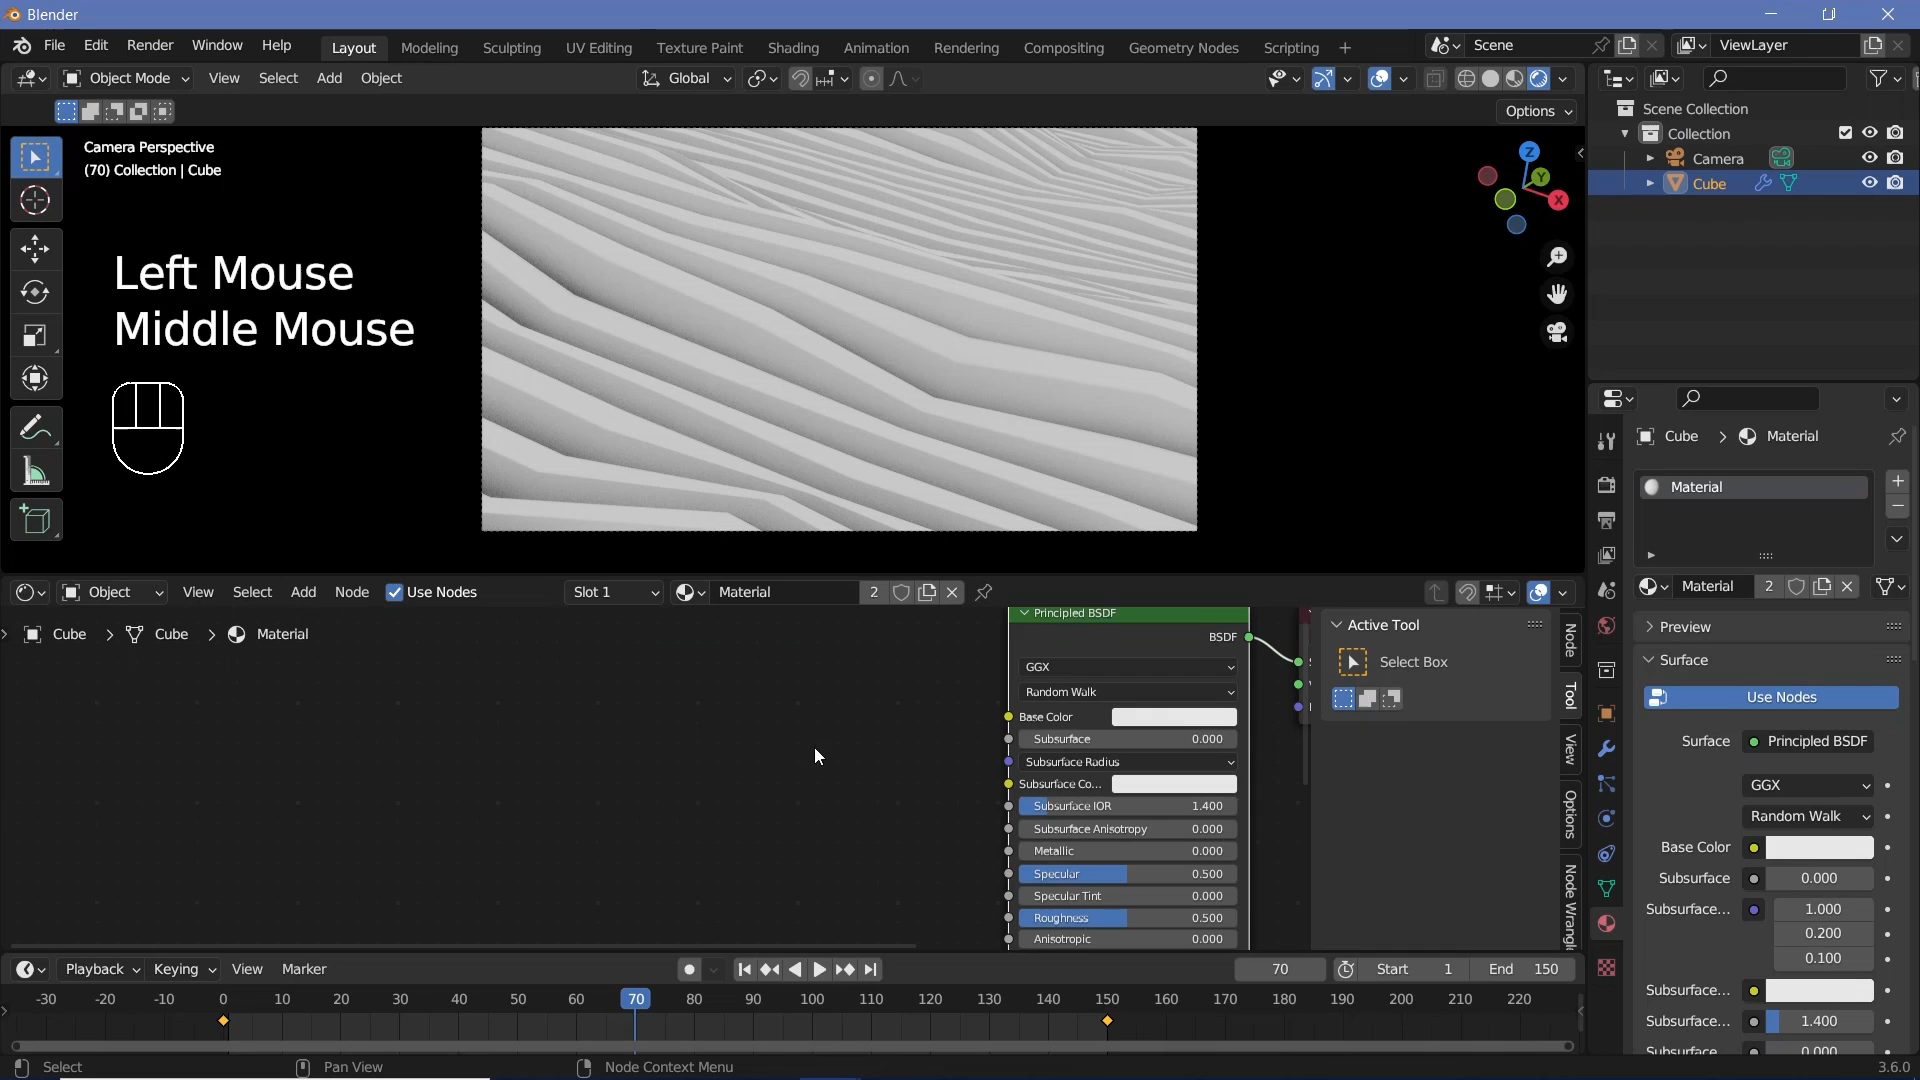 Blender
File Edit Render Window Help Layout Modeling Sculpting UV Editing Texture Paint Shading Animation Rendering Compositing Geometry Nodes Scripting + Scene ViewLayer
Object Mode View Select Add Object Global
Options
Camera Perspective
(70) Collection | Cube
Z
Y
X
Left Mouse
Middle Mouse
Scene Collection
Collection
Camera
Cube
Cube > Material
Material
Material 2
Preview
Surface
Use Nodes
Surface Principled BSDF
GGX
Random Walk
Base Color
Subsurface 0.000
Subsurface... 1.000
0.200
0.100
Subsurface...
Subsurface... 1.400
Subsurface... 0.000
Object View Select Add Node Use Nodes Slot 1 Material 2
Cube > Cube > Material
Principled BSDF
BSDF
GGX
Random Walk
Base Color
Subsurface 0.000
Subsurface Radius
Subsurface Co...
Subsurface IOR 1.400
Subsurface Anisotropy 0.000
Metallic 0.000
Specular 0.500
Specular Tint 0.000
Roughness 0.500
Anisotropic 0.000
Active Tool
Select Box
Node
Tool
View
Options
Node Wrangl
Playback Keying View Marker 70 Start 1 End 150
-30 -20 -10 0 10 20 30 40 50 60 70 80 90 100 110 120 130 140 150 160 170 180 190 200 210 220
Select Pan View Node Context Menu 3.6.0